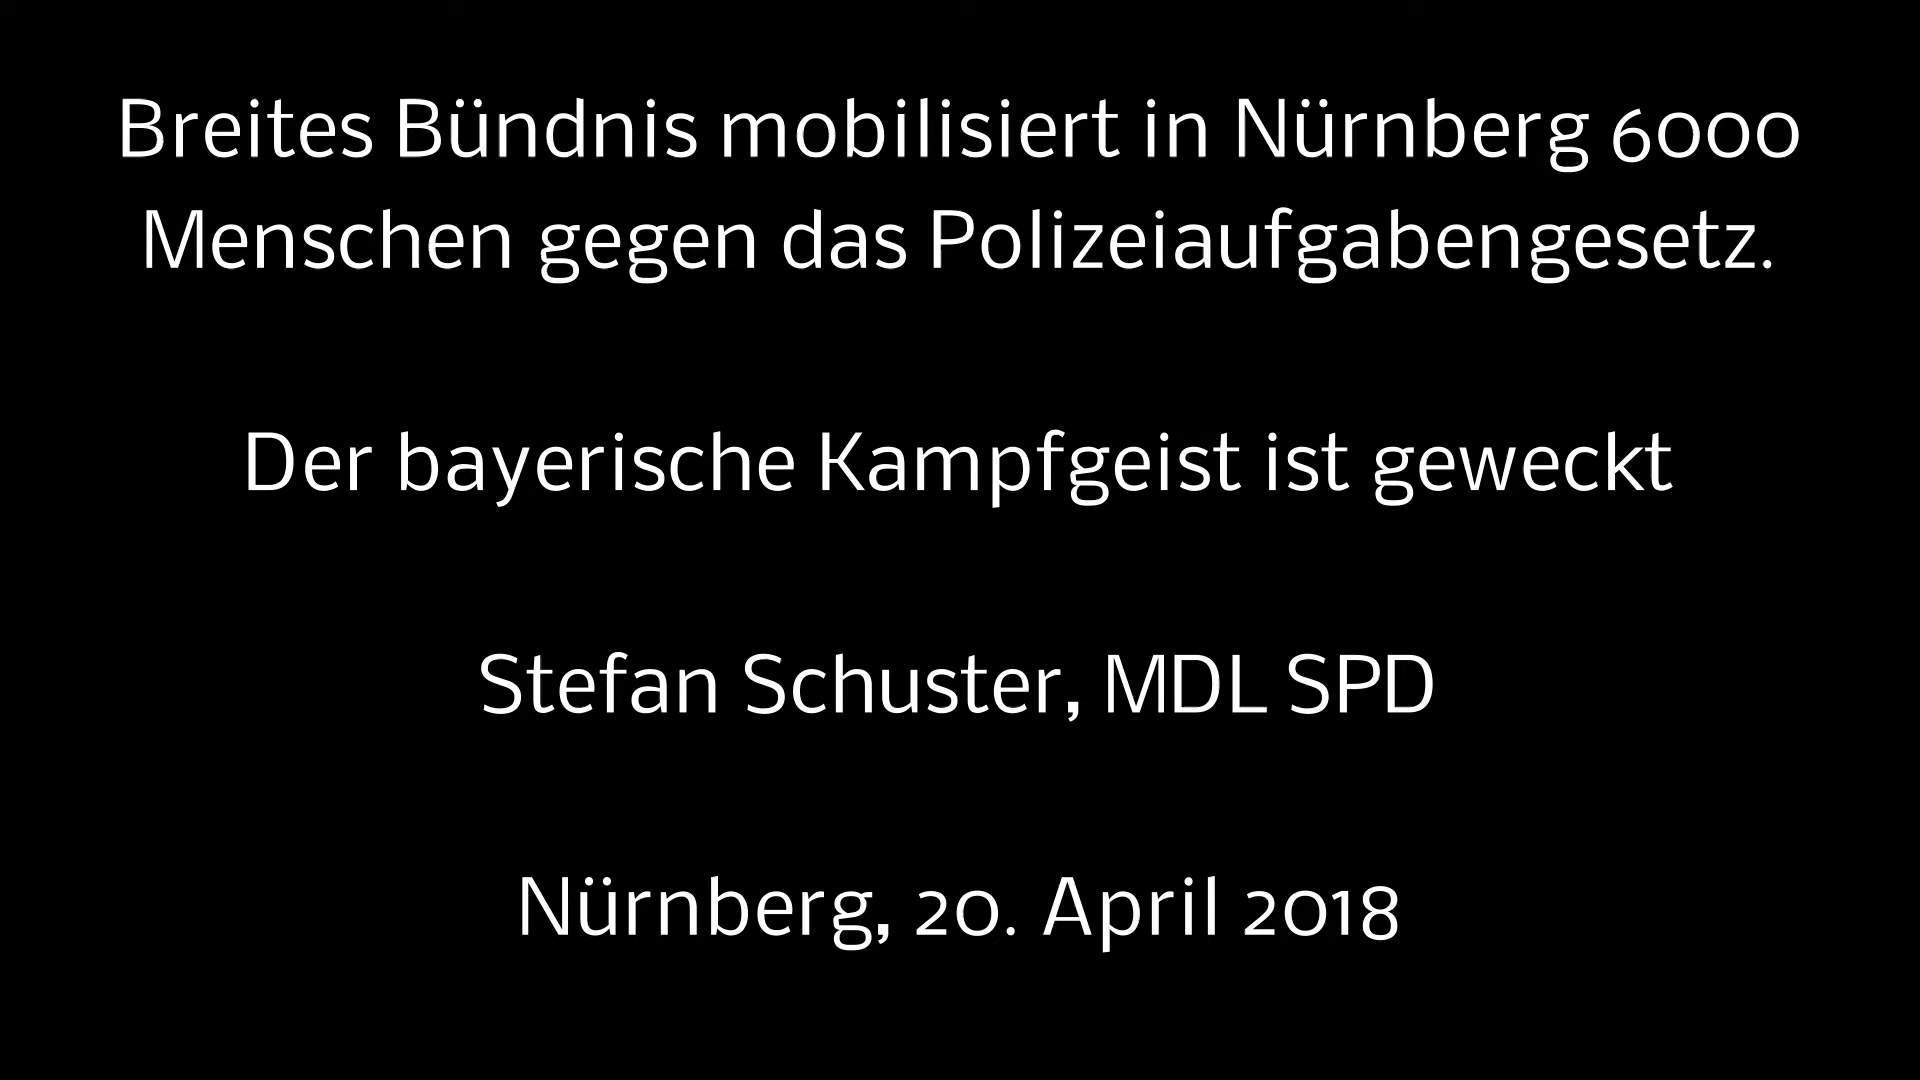 Breites Bündnis mobilisiert in Nürnberg 6000
Menschen gegen das Polizeiaufgabengesetz.
Der bayerische Kampfgeist ist geweckt
Stefan Schuster, MDL SPD
Nürnberg, 20. April 2018